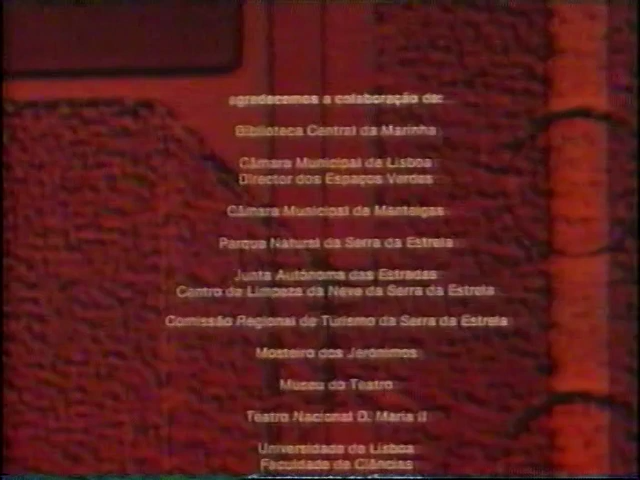 agradecemos a colaboração de:
Biblioteca Central da Marinha
Câmara Municipal de Lisboa
Director dos Espaços Verdes
Câmara Municipal de Manteigas
Parque Natural da Serra da Estrela
Junta Autónoma das Estradas
Centro de Limpeza da Neve da Serra da Estrela
Comissão Regional de Turismo da Serra da Estrela
Mosteiro dos Jerónimos
Museu do Teatro
Teatro Nacional D. Maria II
Universidade de Lisboa
Faculdade de Ciências